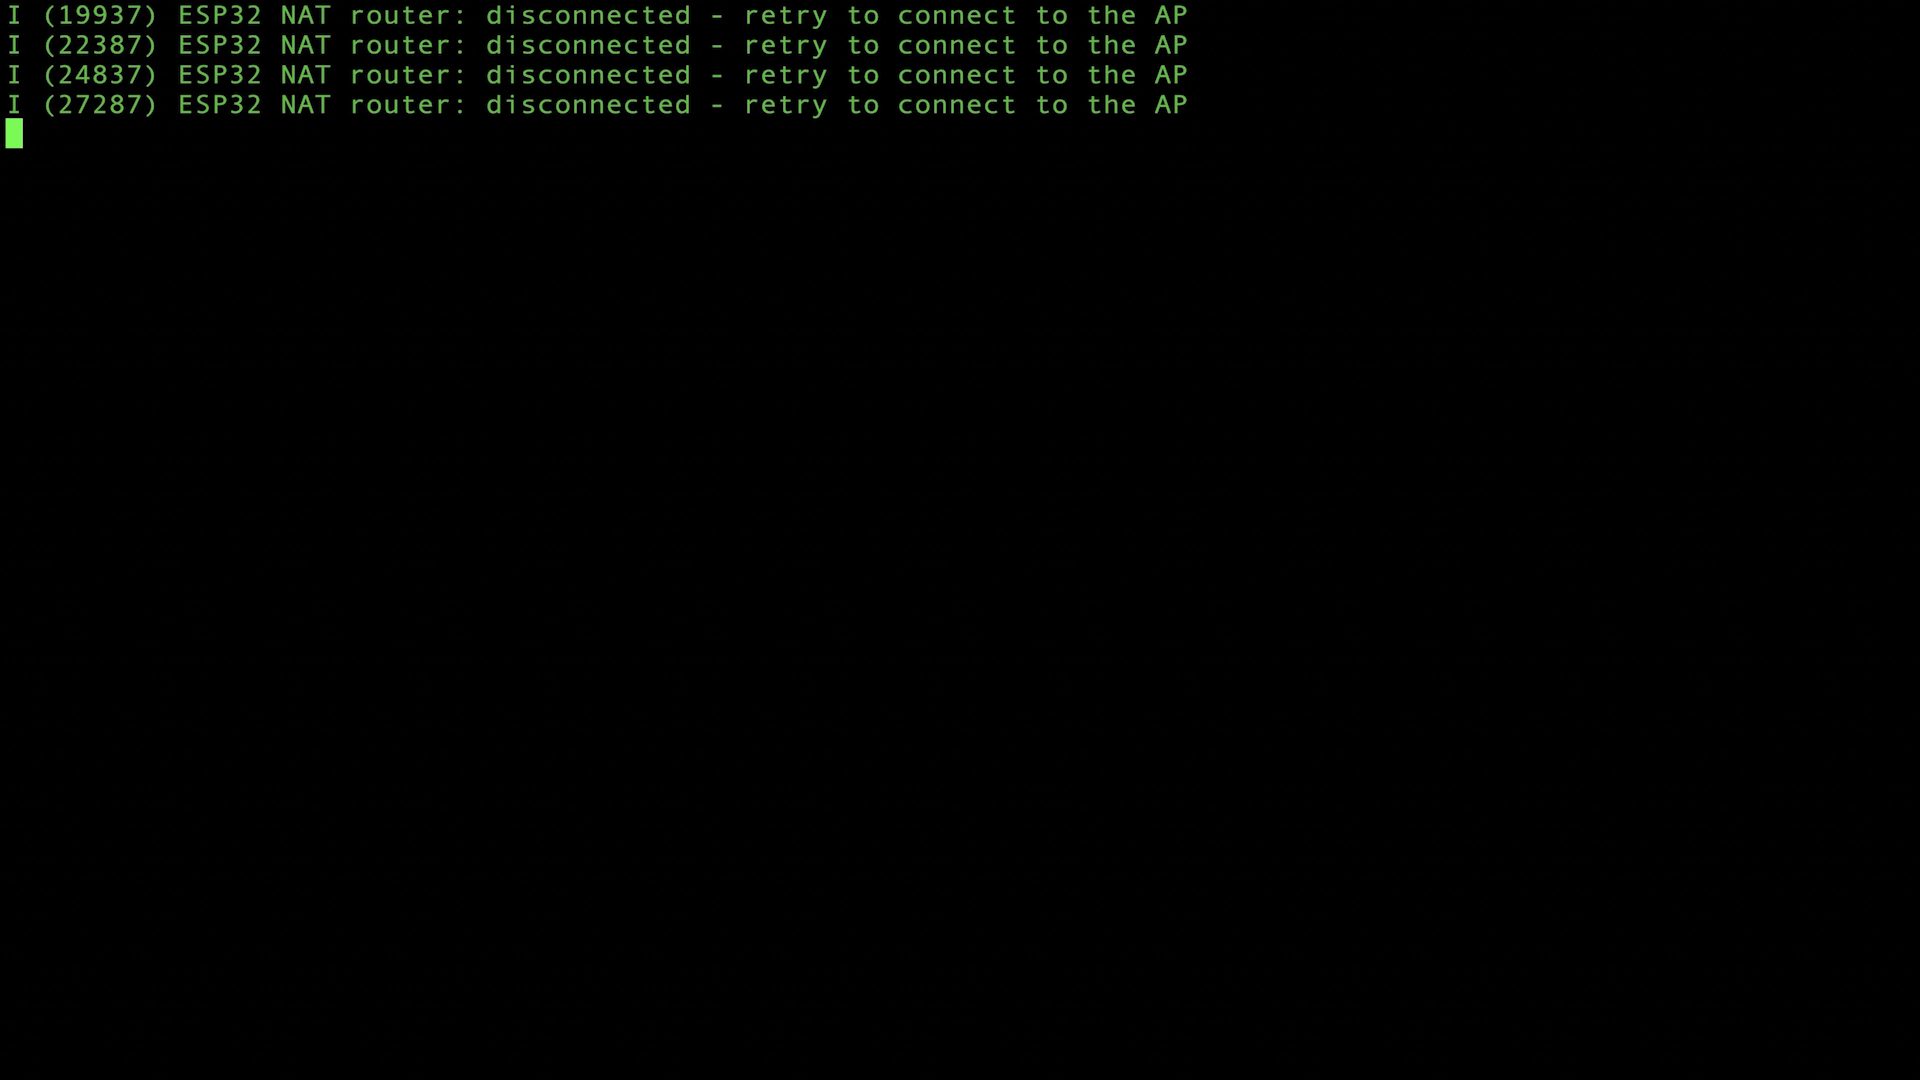 I (19937) ESP32 NAT router: disconnected - retry to connect to the AP
I (22387) ESP32 NAT router: disconnected - retry to connect to the AP
I (24837) ESP32 NAT router: disconnected - retry to connect to the AP
I (27287) ESP32 NAT router: disconnected - retry to connect to the AP